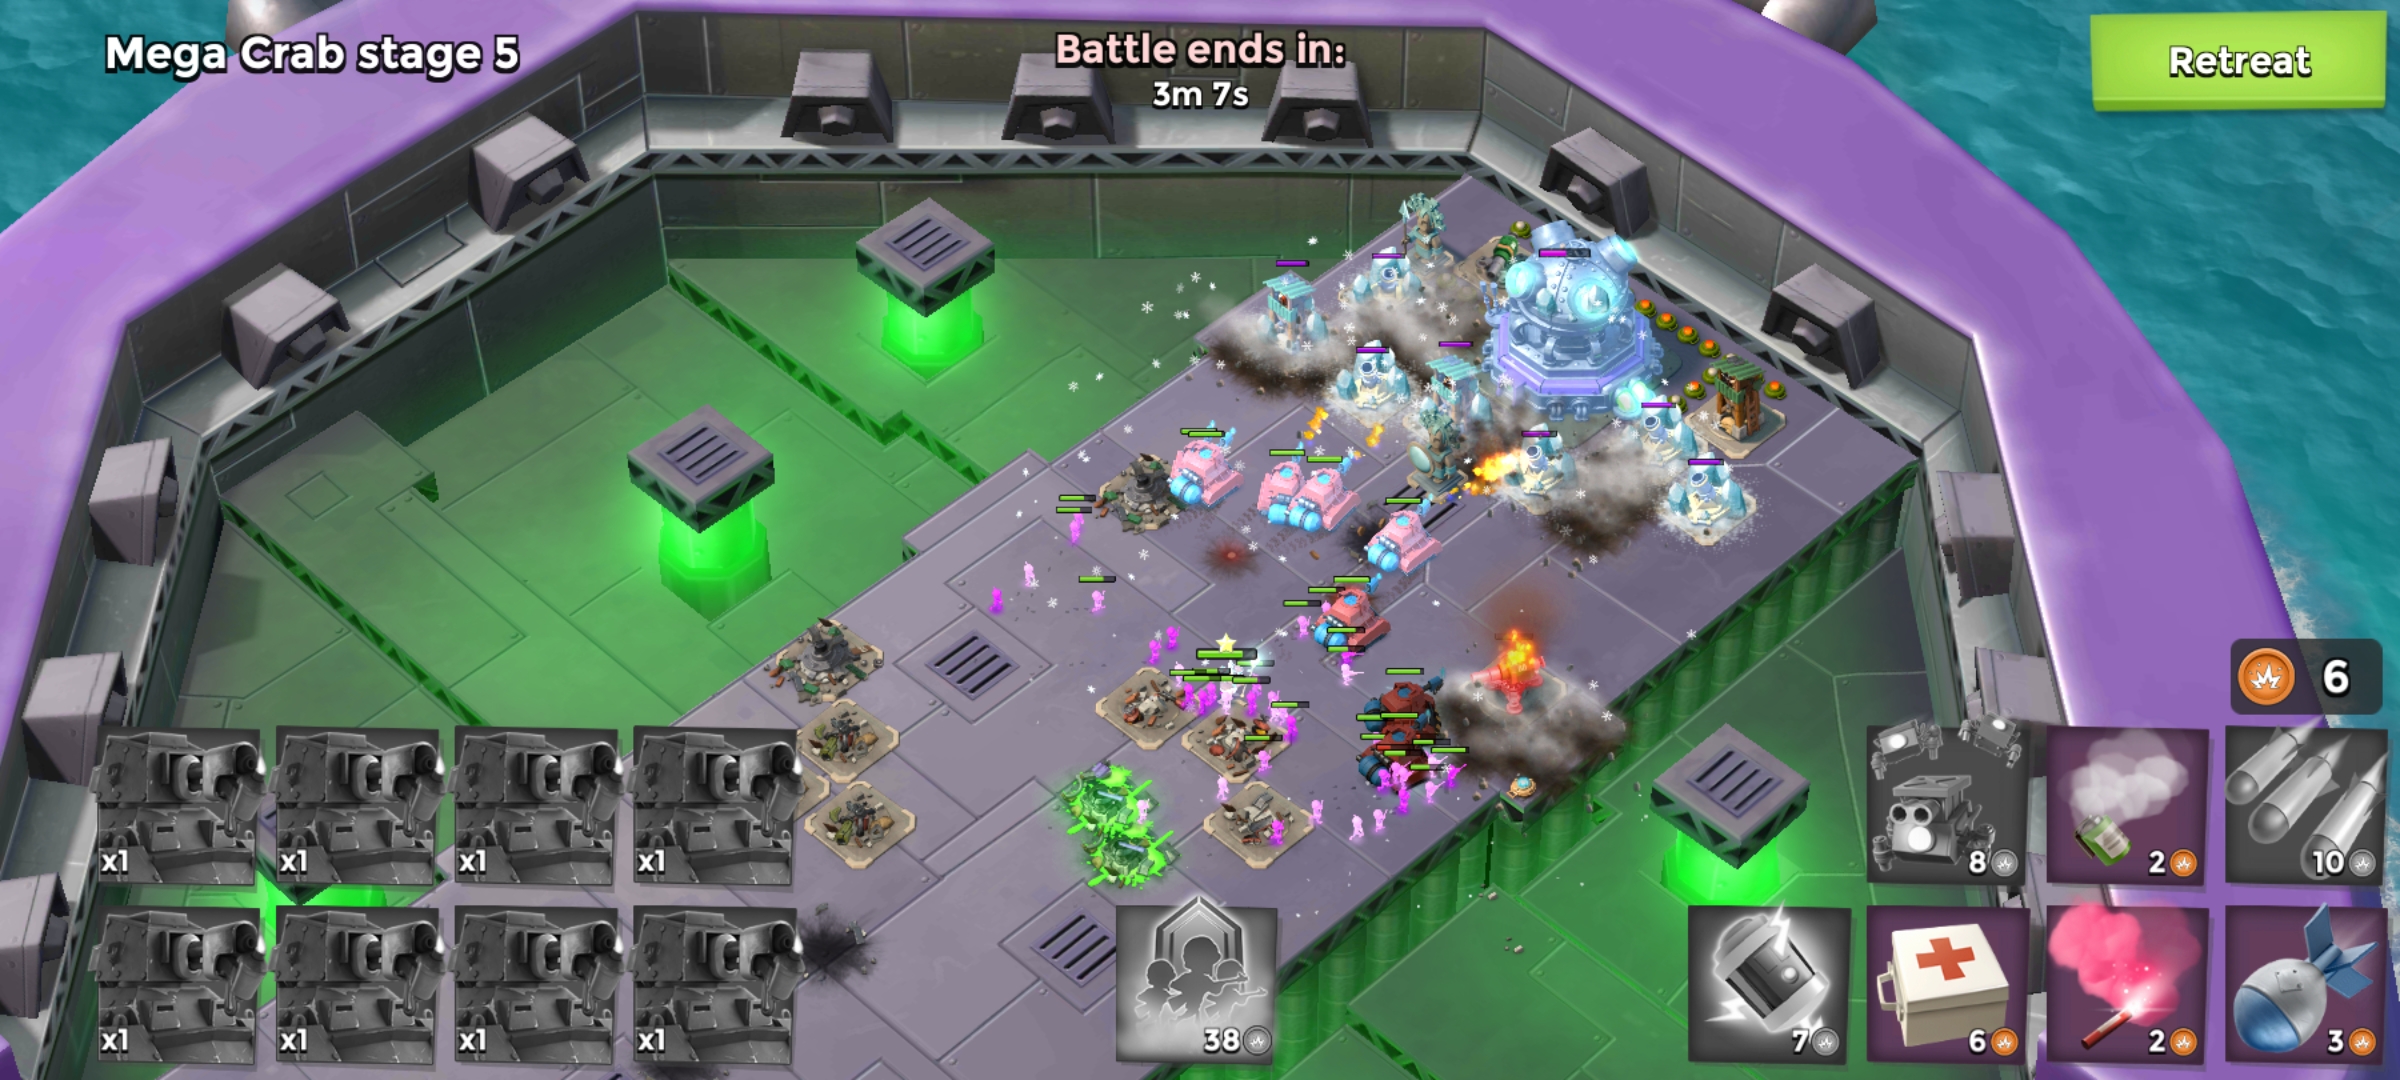 Mega Crab stage 5
Battle ends in:
3m 7s
Retreat
6
x1 x1 x1 x1
8 2 10
x1 x1 x1 x1
38 7 6 2 3